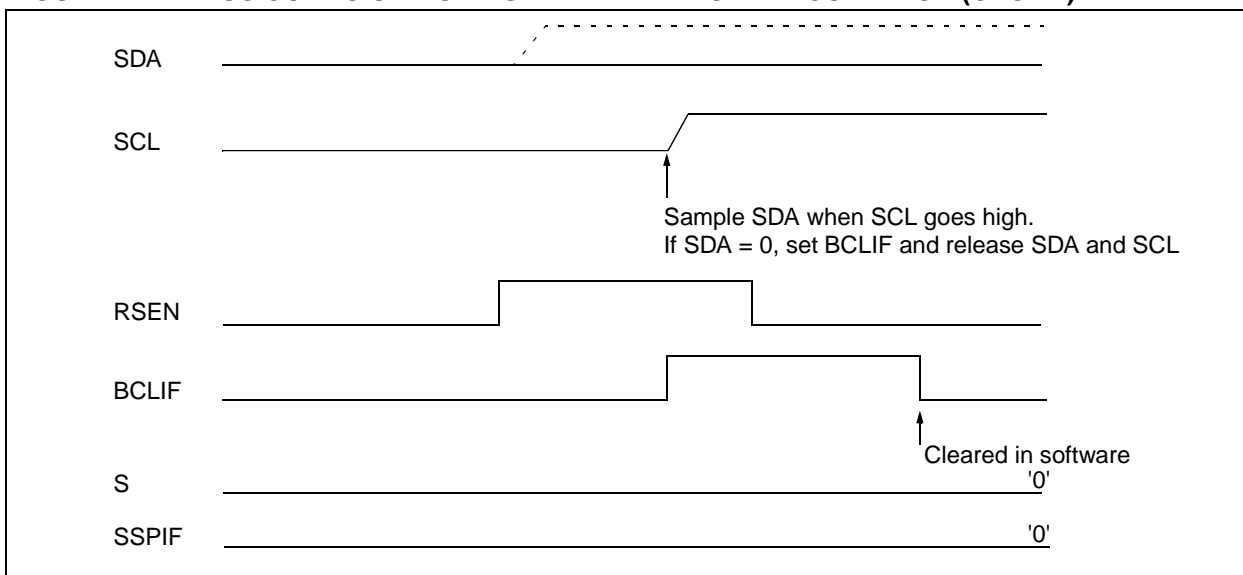 SDA
SCL
Sample SDA when SCL goes high.
If SDA = 0, set BCLIF and release SDA and SCL
RSEN
BCLIF
Cleared in software
S
'0'
SSPIF
'0'